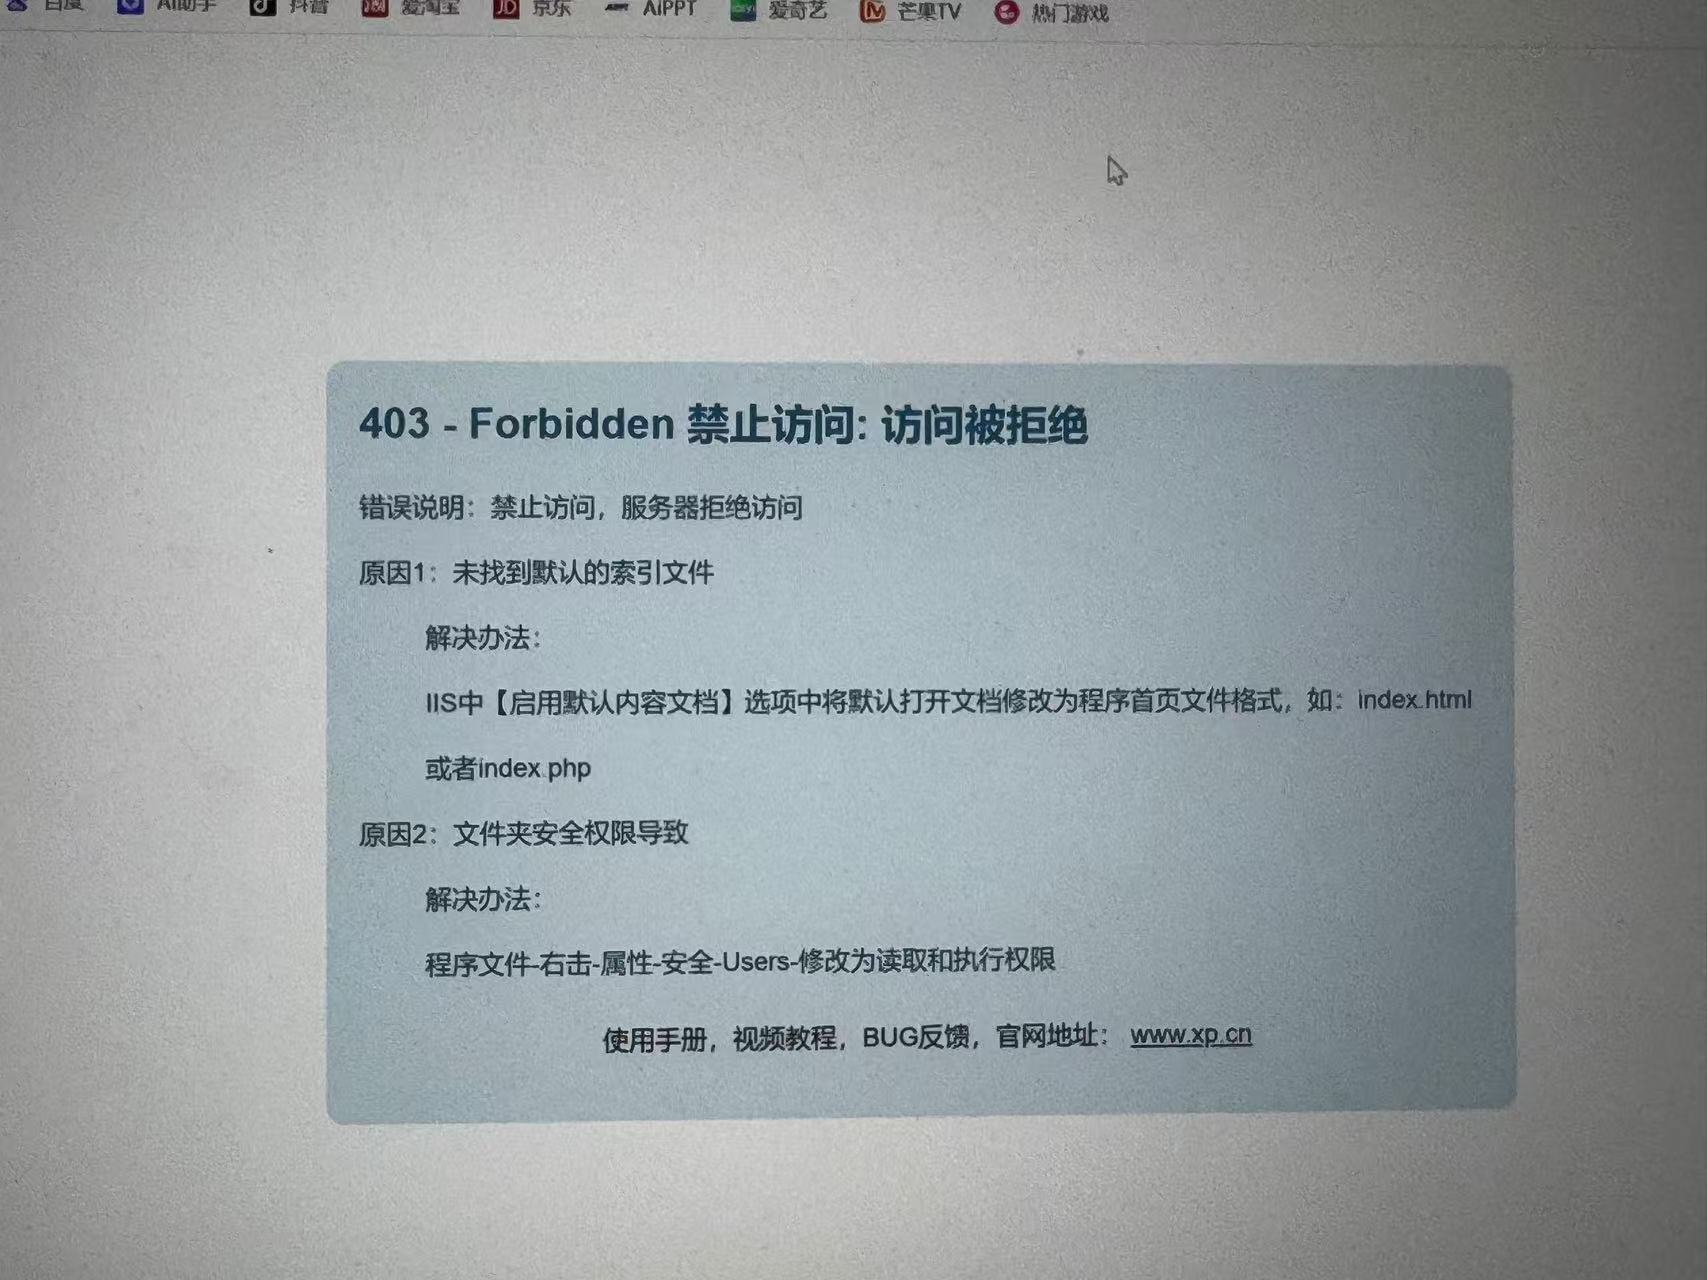 百度 AI助手 抖音 爱淘宝 京东 AiPPT 爱奇艺 芒果TV 热门游戏
403 - Forbidden 禁止访问: 访问被拒绝
错误说明：禁止访问，服务器拒绝访问
原因1：未找到默认的索引文件
解决办法：
IIS中【启用默认内容文档】选项中将默认打开文档修改为程序首页文件格式，如：index.html
或者index.php
原因2：文件夹安全权限导致
解决办法：
程序文件-右击-属性-安全-Users-修改为读取和执行权限
使用手册，视频教程，BUG反馈，官网地址： www.xp.cn